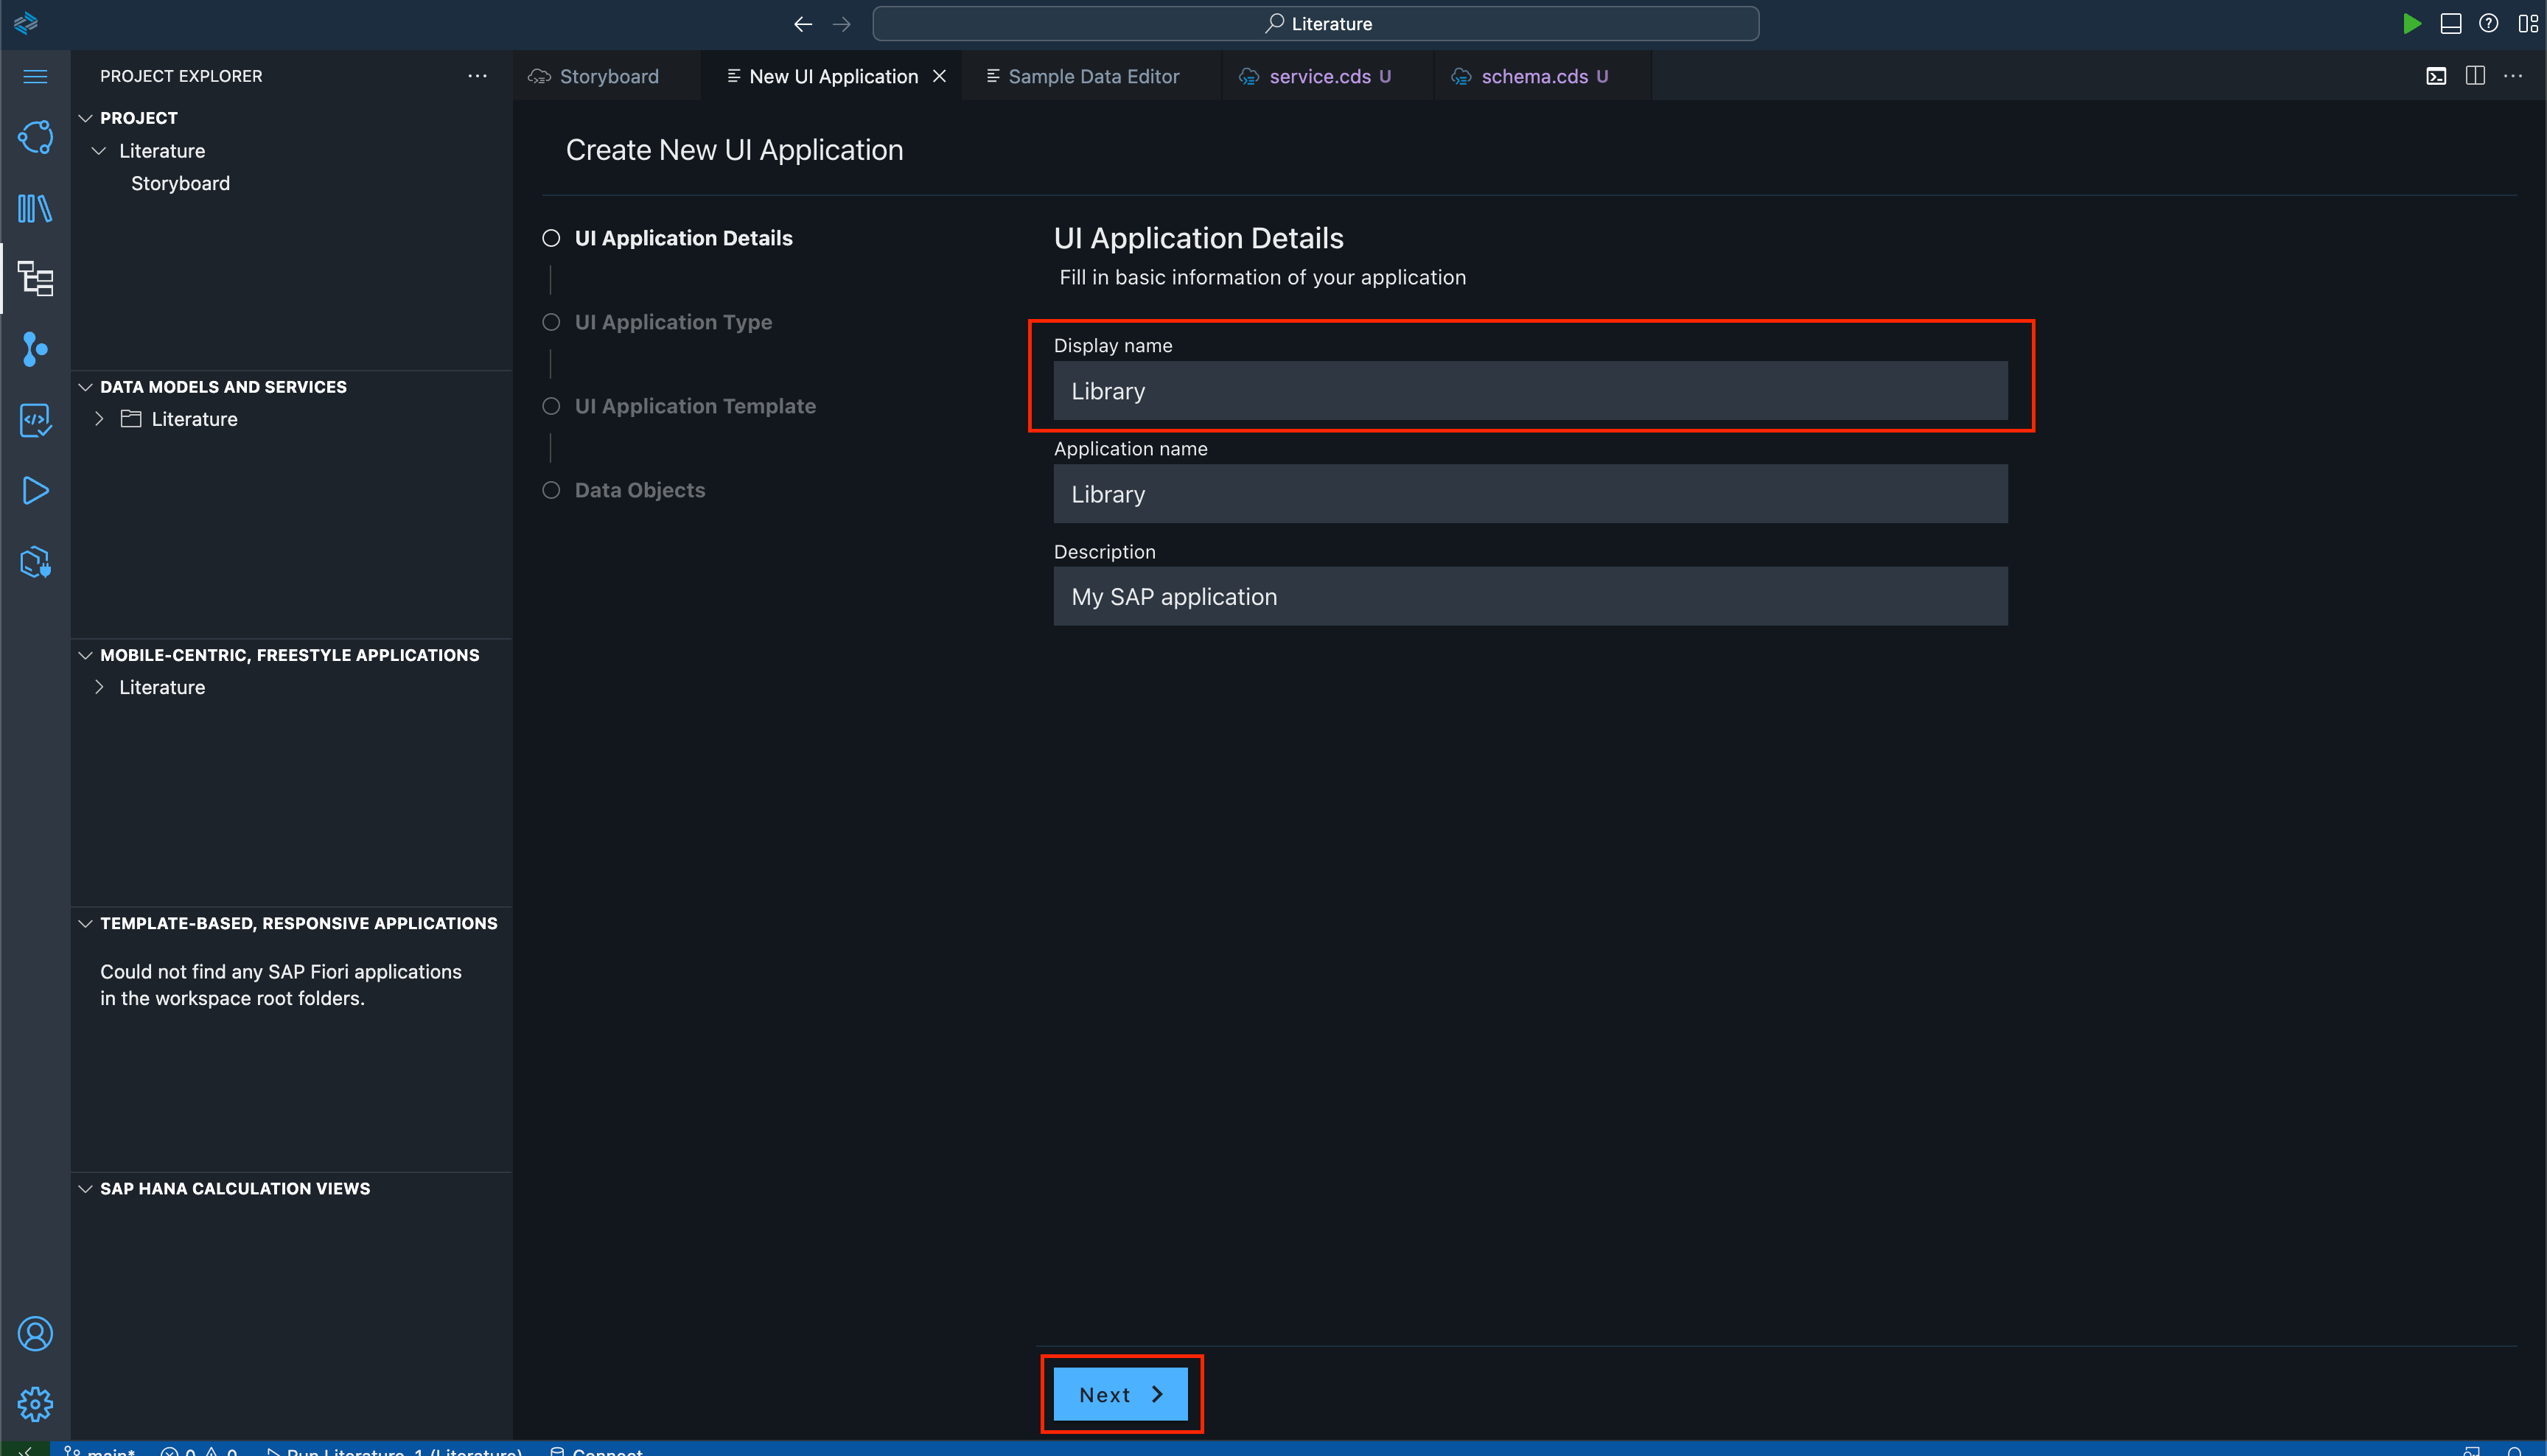 Literature
PROJECT EXPLORER
PROJECT
Literature
Storyboard
DATA MODELS AND SERVICES
Literature
MOBILE-CENTRIC, FREESTYLE APPLICATIONS
Literature
TEMPLATE-BASED, RESPONSIVE APPLICATIONS
Could not find any SAP Fiori applications
in the workspace root folders.
SAP HANA CALCULATION VIEWS
Storyboard
New UI Application
Sample Data Editor
service.cds U
schema.cds U
Create New UI Application
UI Application Details
UI Application Type
UI Application Template
Data Objects
UI Application Details
Fill in basic information of your application
Display name
Library
Application name
Library
Description
My SAP application
Next
main* 0 0 Run Literature-1 (Literature) Connect